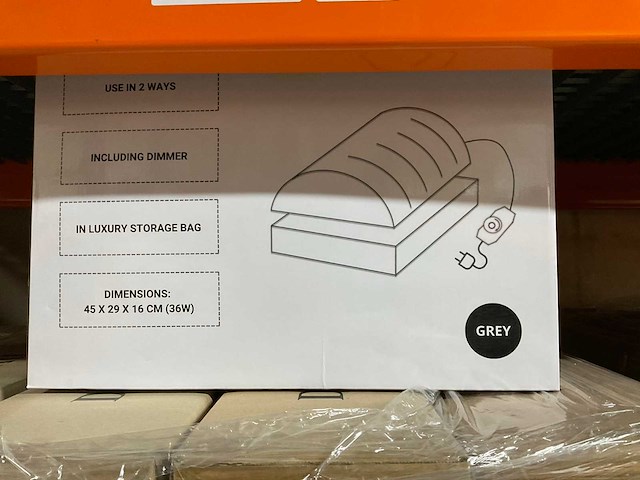 USE IN 2 WAYS
INCLUDING DIMMER
IN LUXURY STORAGE BAG
DIMENSIONS:
45 X 29 X 16 CM (36W)
GREY